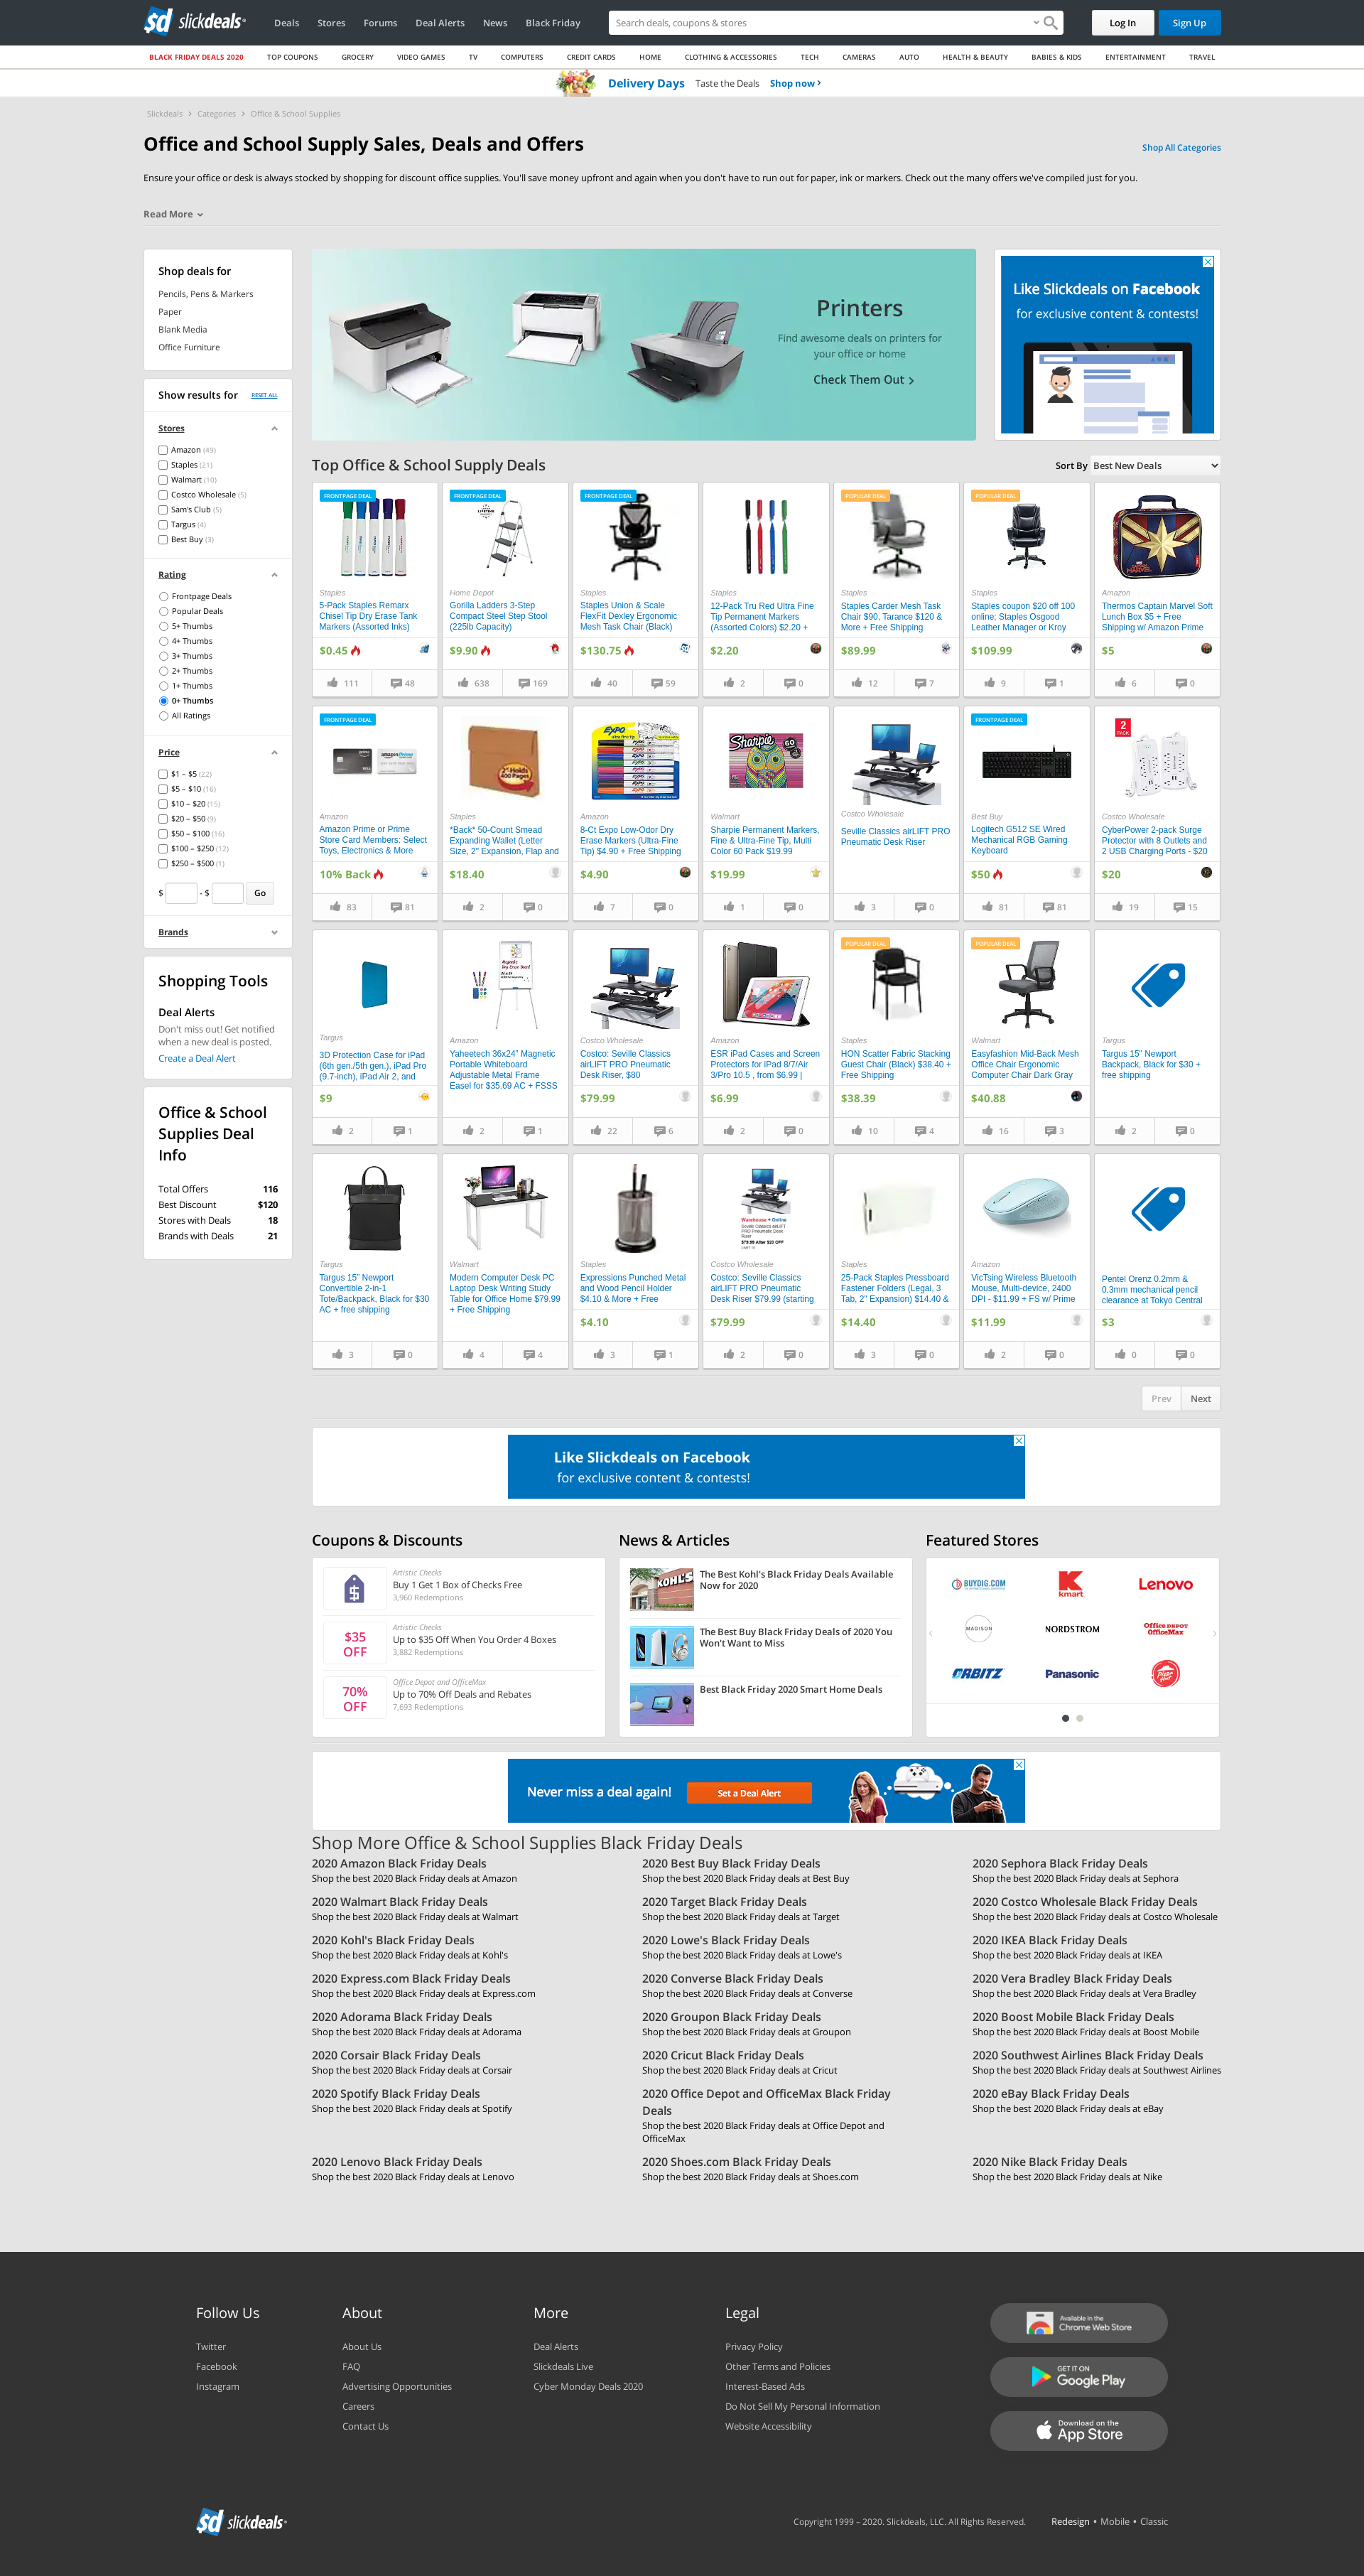 slickdeals
Deals Stores Forums Deal Alerts News Black Friday
Search deals, coupons & stores
Log In
Sign Up
BLACK FRIDAY DEALS 2020 TOP COUPONS GROCERY VIDEO GAMES TV COMPUTERS CREDIT CARDS HOME CLOTHING & ACCESSORIES TECH CAMERAS AUTO HEALTH & BEAUTY BABIES & KIDS ENTERTAINMENT TRAVEL
Delivery Days Taste the Deals Shop now
Slickdeals › Categories › Office & School Supplies
Office and School Supply Sales, Deals and Offers
Shop All Categories
Ensure your office or desk is always stocked by shopping for discount office supplies. You'll save money upfront and again when you don't have to run out for paper, ink or markers. Check out the many offers we've compiled just for you.
Read More
Shop deals for
Pencils, Pens & Markers
Paper
Blank Media
Office Furniture
Show results for RESET ALL
Stores
Amazon (49)
Staples (21)
Walmart (10)
Costco Wholesale (5)
Sam's Club (5)
Targus (4)
Best Buy (3)
Rating
Frontpage Deals
Popular Deals
5+ Thumbs
4+ Thumbs
3+ Thumbs
2+ Thumbs
1+ Thumbs
0+ Thumbs
All Ratings
Price
$1 – $5 (22)
$5 – $10 (16)
$10 – $20 (15)
$20 – $50 (9)
$50 – $100 (16)
$100 – $250 (12)
$250 – $500 (1)
$ - $ Go
Brands
Shopping Tools
Deal Alerts
Don't miss out! Get notified
when a new deal is posted.
Create a Deal Alert
Office & School
Supplies Deal
Info
Total Offers 116
Best Discount $120
Stores with Deals 18
Brands with Deals 21
Printers
Find awesome deals on printers for
your office or home
Check Them Out
Like Slickdeals on Facebook
for exclusive content & contests!
Top Office & School Supply Deals
Sort By Best New Deals
FRONTPAGE DEAL
Staples
5-Pack Staples Remarx
Chisel Tip Dry Erase Tank
Markers (Assorted Inks)
$0.45
111 48
FRONTPAGE DEAL
Home Depot
Gorilla Ladders 3-Step
Compact Steel Step Stool
(225lb Capacity)
$9.90
638 169
FRONTPAGE DEAL
Staples
Staples Union & Scale
FlexFit Dexley Ergonomic
Mesh Task Chair (Black)
$130.75
40 59
Staples
12-Pack Tru Red Ultra Fine
Tip Permanent Markers
(Assorted Colors) $2.20 +
$2.20
2 0
POPULAR DEAL
Staples
Staples Carder Mesh Task
Chair $90, Tarance $120 &
More + Free Shipping
$89.99
12 7
POPULAR DEAL
Staples
Staples coupon $20 off 100
online; Staples Osgood
Leather Manager or Kroy
$109.99
9 1
Amazon
Thermos Captain Marvel Soft
Lunch Box $5 + Free
Shipping w/ Amazon Prime
$5
6 0
FRONTPAGE DEAL
Amazon
Amazon Prime or Prime
Store Card Members: Select
Toys, Electronics & More
10% Back
83 81
Holds
400 Pages
Staples
*Back* 50-Count Smead
Expanding Wallet (Letter
Size, 2" Expansion, Flap and
$18.40
2 0
EXPO
Amazon
8-Ct Expo Low-Odor Dry
Erase Markers (Ultra-Fine
Tip) $4.90 + Free Shipping
$4.90
7 0
Sharpie 60
Walmart
Sharpie Permanent Markers,
Fine & Ultra-Fine Tip, Multi
Color 60 Pack $19.99
$19.99
1 0
Costco Wholesale
Seville Classics airLIFT PRO
Pneumatic Desk Riser
3 0
FRONTPAGE DEAL
Best Buy
Logitech G512 SE Wired
Mechanical RGB Gaming
Keyboard
$50
81 81
2
PACK
Costco Wholesale
CyberPower 2-pack Surge
Protector with 8 Outlets and
2 USB Charging Ports - $20
$20
19 15
Targus
3D Protection Case for iPad
(6th gen./5th gen.), iPad Pro
(9.7-inch), iPad Air 2, and
$9
2 1
Amazon
Yaheetech 36x24" Magnetic
Portable Whiteboard
Adjustable Metal Frame
Easel for $35.69 AC + FSSS
2 1
Costco Wholesale
Costco: Seville Classics
airLIFT PRO Pneumatic
Desk Riser, $80
$79.99
22 6
Amazon
ESR iPad Cases and Screen
Protectors for iPad 8/7/Air
3/Pro 10.5 , from $6.99 |
$6.99
2 0
POPULAR DEAL
Staples
HON Scatter Fabric Stacking
Guest Chair (Black) $38.40 +
Free Shipping
$38.39
10 4
POPULAR DEAL
Walmart
Easyfashion Mid-Back Mesh
Office Chair Ergonomic
Computer Chair Dark Gray
$40.88
16 3
Targus
Targus 15" Newport
Backpack, Black for $30 +
free shipping
2 0
Targus
Targus 15" Newport
Convertible 2-in-1
Tote/Backpack, Black for $30
AC + free shipping
3 0
Walmart
Modern Computer Desk PC
Laptop Desk Writing Study
Table for Office Home $79.99
+ Free Shipping
4 4
Staples
Expressions Punched Metal
and Wood Pencil Holder
$4.10 & More + Free
$4.10
3 1
Warehouse + Online
Seville Classics airLIFT
PRO Pneumatic Desk
Riser
$79.99 After $20 OFF
Costco Wholesale
Costco: Seville Classics
airLIFT PRO Pneumatic
Desk Riser $79.99 (starting
$79.99
2 0
Staples
25-Pack Staples Pressboard
Fastener Folders (Legal, 3
Tab, 2" Expansion) $14.40 &
$14.40
3 0
Amazon
VicTsing Wireless Bluetooth
Mouse, Multi-device, 2400
DPI - $11.99 + FS w/ Prime
$11.99
2 0
Pentel Orenz 0.2mm &
0.3mm mechanical pencil
clearance at Tokyo Central
$3
0 0
Prev Next
Like Slickdeals on Facebook
for exclusive content & contests!
Coupons & Discounts
Artistic Checks
Buy 1 Get 1 Box of Checks Free
3,960 Redemptions
$35
OFF
Artistic Checks
Up to $35 Off When You Order 4 Boxes
3,882 Redemptions
70%
OFF
Office Depot and OfficeMax
Up to 70% Off Deals and Rebates
7,693 Redemptions
News & Articles
KOHL'S
The Best Kohl's Black Friday Deals Available
Now for 2020
The Best Buy Black Friday Deals of 2020 You
Won't Want to Miss
Best Black Friday 2020 Smart Home Deals
Featured Stores
BUYDIG.COM kmart Lenovo
MADISON NORDSTROM Office DEPOT
OfficeMax
ORBITZ Panasonic Pizza Hut
Never miss a deal again! Set a Deal Alert
Shop More Office & School Supplies Black Friday Deals
2020 Amazon Black Friday Deals
Shop the best 2020 Black Friday deals at Amazon
2020 Best Buy Black Friday Deals
Shop the best 2020 Black Friday deals at Best Buy
2020 Sephora Black Friday Deals
Shop the best 2020 Black Friday deals at Sephora
2020 Walmart Black Friday Deals
Shop the best 2020 Black Friday deals at Walmart
2020 Target Black Friday Deals
Shop the best 2020 Black Friday deals at Target
2020 Costco Wholesale Black Friday Deals
Shop the best 2020 Black Friday deals at Costco Wholesale
2020 Kohl's Black Friday Deals
Shop the best 2020 Black Friday deals at Kohl's
2020 Lowe's Black Friday Deals
Shop the best 2020 Black Friday deals at Lowe's
2020 IKEA Black Friday Deals
Shop the best 2020 Black Friday deals at IKEA
2020 Express.com Black Friday Deals
Shop the best 2020 Black Friday deals at Express.com
2020 Converse Black Friday Deals
Shop the best 2020 Black Friday deals at Converse
2020 Vera Bradley Black Friday Deals
Shop the best 2020 Black Friday deals at Vera Bradley
2020 Adorama Black Friday Deals
Shop the best 2020 Black Friday deals at Adorama
2020 Groupon Black Friday Deals
Shop the best 2020 Black Friday deals at Groupon
2020 Boost Mobile Black Friday Deals
Shop the best 2020 Black Friday deals at Boost Mobile
2020 Corsair Black Friday Deals
Shop the best 2020 Black Friday deals at Corsair
2020 Cricut Black Friday Deals
Shop the best 2020 Black Friday deals at Cricut
2020 Southwest Airlines Black Friday Deals
Shop the best 2020 Black Friday deals at Southwest Airlines
2020 Spotify Black Friday Deals
Shop the best 2020 Black Friday deals at Spotify
2020 Office Depot and OfficeMax Black Friday
Deals
Shop the best 2020 Black Friday deals at Office Depot and
OfficeMax
2020 eBay Black Friday Deals
Shop the best 2020 Black Friday deals at eBay
2020 Lenovo Black Friday Deals
Shop the best 2020 Black Friday deals at Lenovo
2020 Shoes.com Black Friday Deals
Shop the best 2020 Black Friday deals at Shoes.com
2020 Nike Black Friday Deals
Shop the best 2020 Black Friday deals at Nike
Follow Us
Twitter
Facebook
Instagram
About
About Us
FAQ
Advertising Opportunities
Careers
Contact Us
More
Deal Alerts
Slickdeals Live
Cyber Monday Deals 2020
Legal
Privacy Policy
Other Terms and Policies
Interest-Based Ads
Do Not Sell My Personal Information
Website Accessibility
Available in the
Chrome Web Store
GET IT ON
Google Play
Download on the
App Store
slickdeals
Copyright 1999 – 2020. Slickdeals, LLC. All Rights Reserved.
Redesign • Mobile • Classic